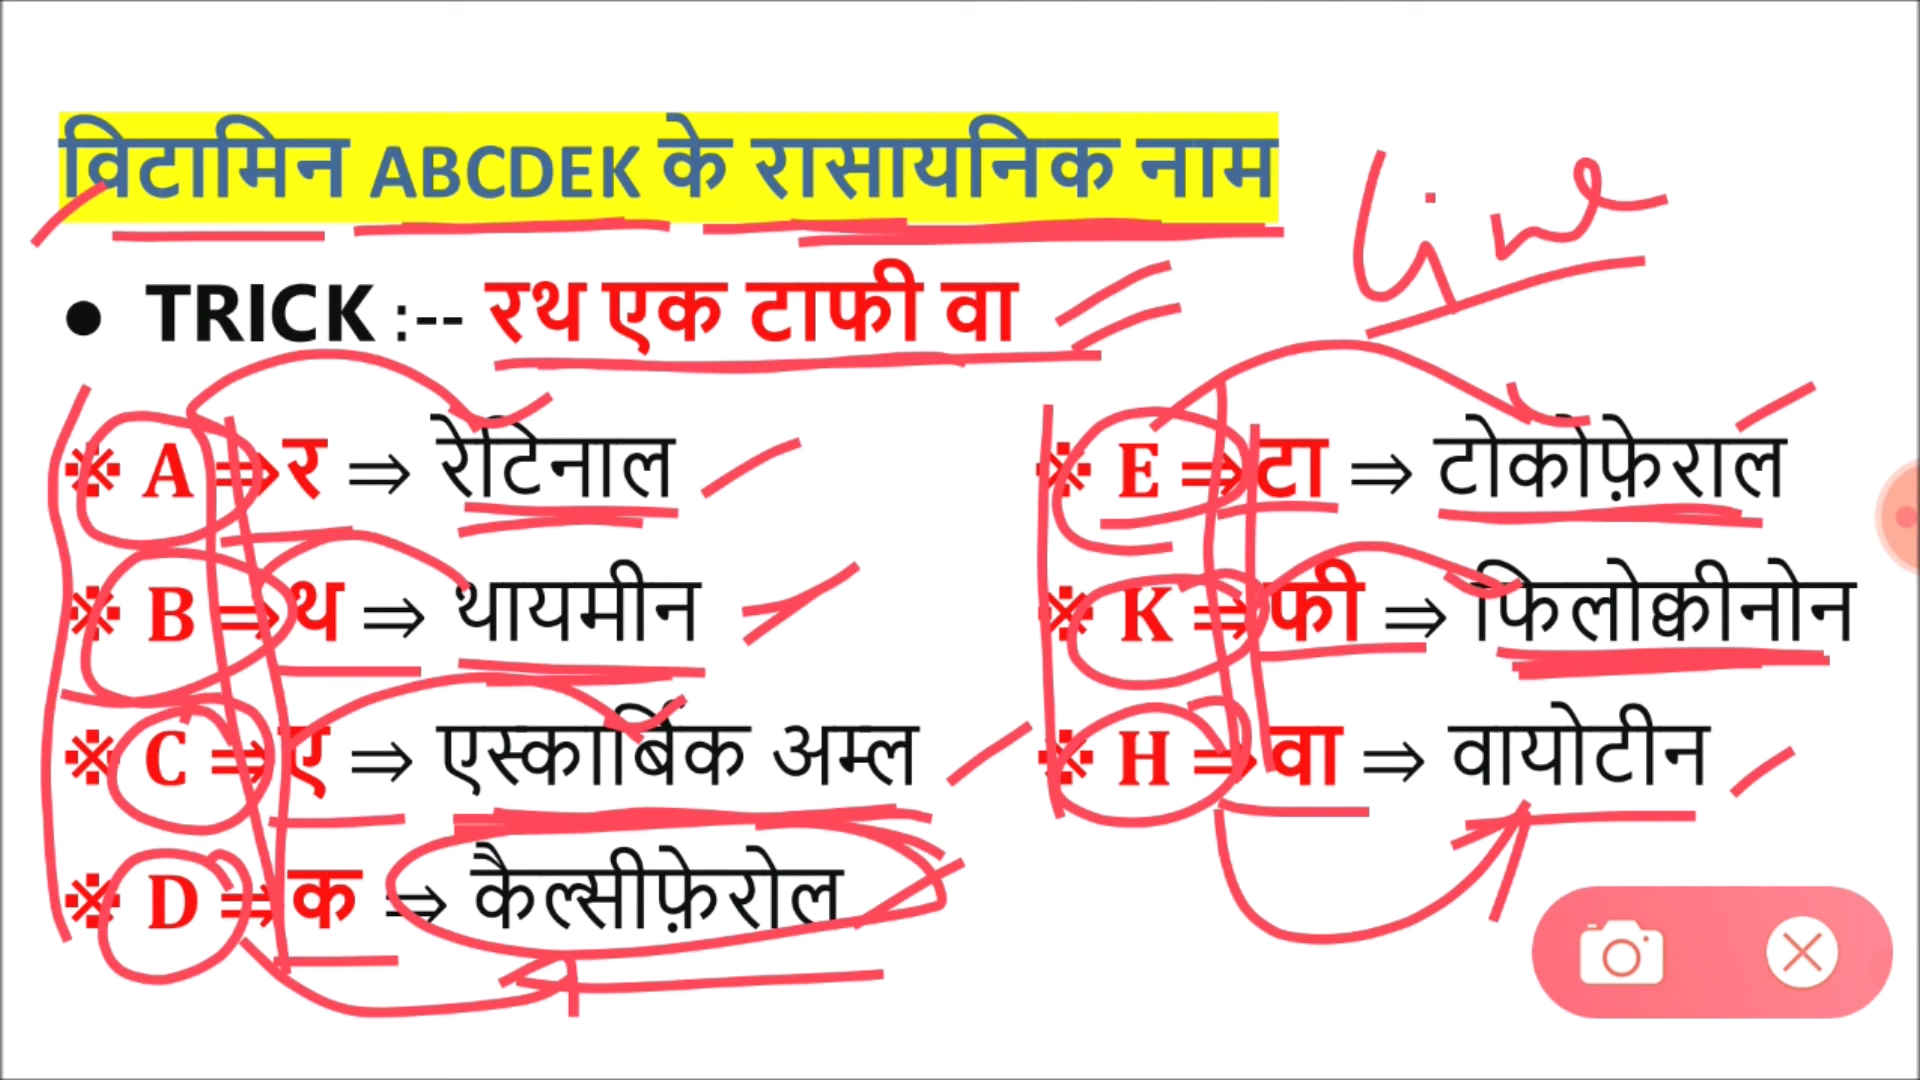 विटामिन ABCDEK के रासायनिक नाम
● TRICK :-- रथ एक टाफी वा
※ A ⇒र ⇒ रेटिनाल
※ B ⇒थ ⇒ थायमीन
※ C ⇒ए ⇒ एस्कार्बिक अम्ल
※ D ⇒क ⇒ कैल्सीफ़ेरोल
※ E ⇒टा ⇒ टोकोफ़ेराल
※ K ⇒फी ⇒ फिलोक्वीनोन
※ H ⇒वा ⇒ वायोटीन